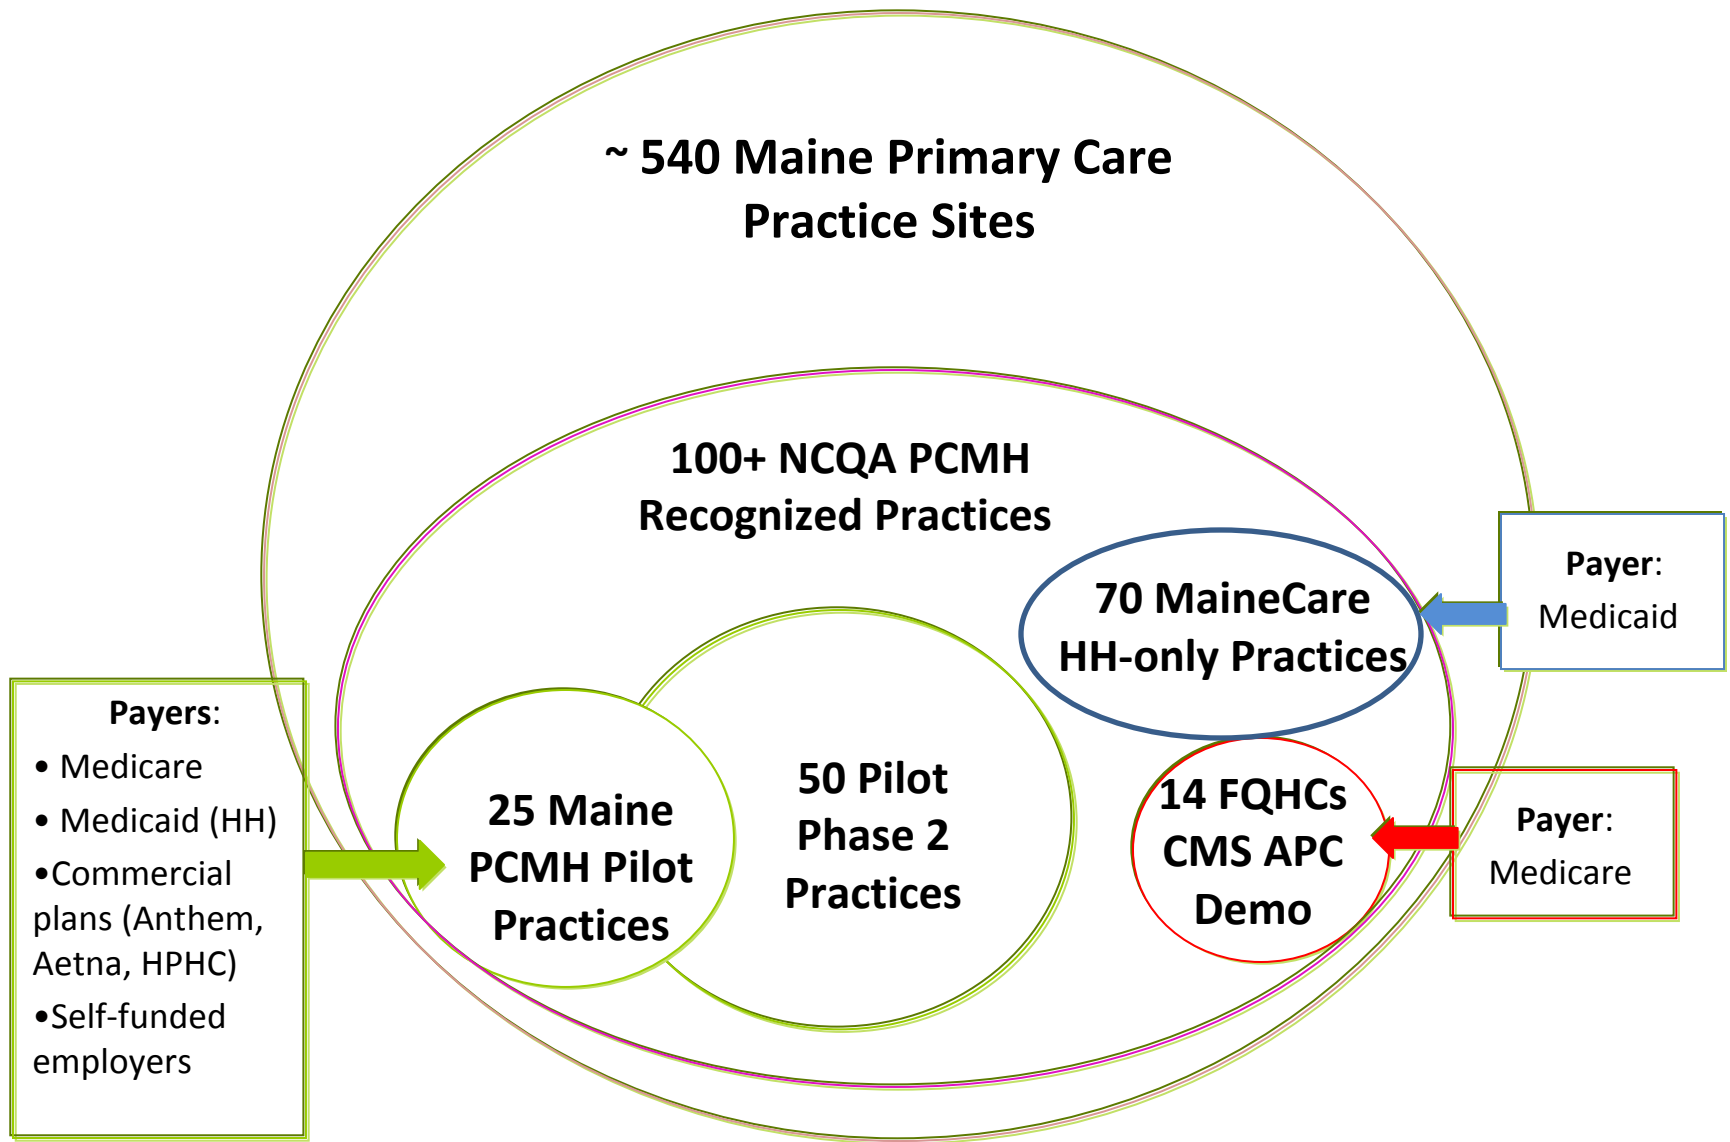 ~ 540 Maine Primary Care
Practice Sites
100+ NCQA PCMH
Recognized Practices
70 MaineCare
HH-only Practices
Payer:
Medicaid
Payers:
• Medicare
• Medicaid (HH)
•Commercial
plans (Anthem,
Aetna, HPHC)
•Self-funded
employers
25 Maine
PCMH Pilot
Practices
50 Pilot
Phase 2
Practices
14 FQHCs
CMS APC
Demo
Payer:
Medicare